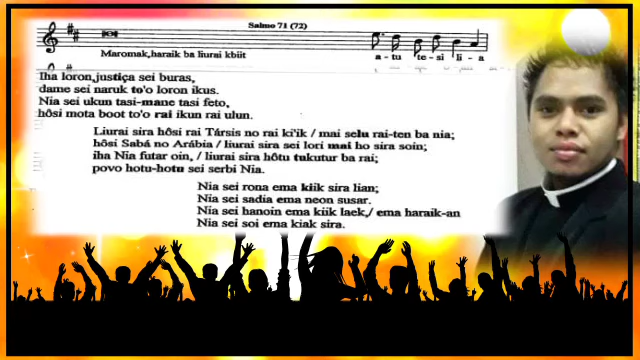 Salmo 71 (72)
Maromak,haraik ba liurai kbiit a - tu te - si li - a
Iha loron,justiça sei buras,
dame sei naruk to'o loron ikus.
Nia sei ukun tasi-mane tasi feto,
hôsi mota boot to'o rai ikun rai ulun.
Liurai sira hôsi rai Társis no rai ki'ik / mai selu rai-ten ba nia;
hôsi Sabá no Arábia / liurai sira sei lori mai ho sira soin;
iha Nia futar oin, / liurai sira hôtu tukutur ba rai;
povo hotu-hotu sei serbi Nia.
Nia sei rona ema kiik sira lian;
Nia sei sadia ema neon susar.
Nia sei hanoin ema kiik laek,/ ema haraik-an
Nia sei soi ema kiak sira.